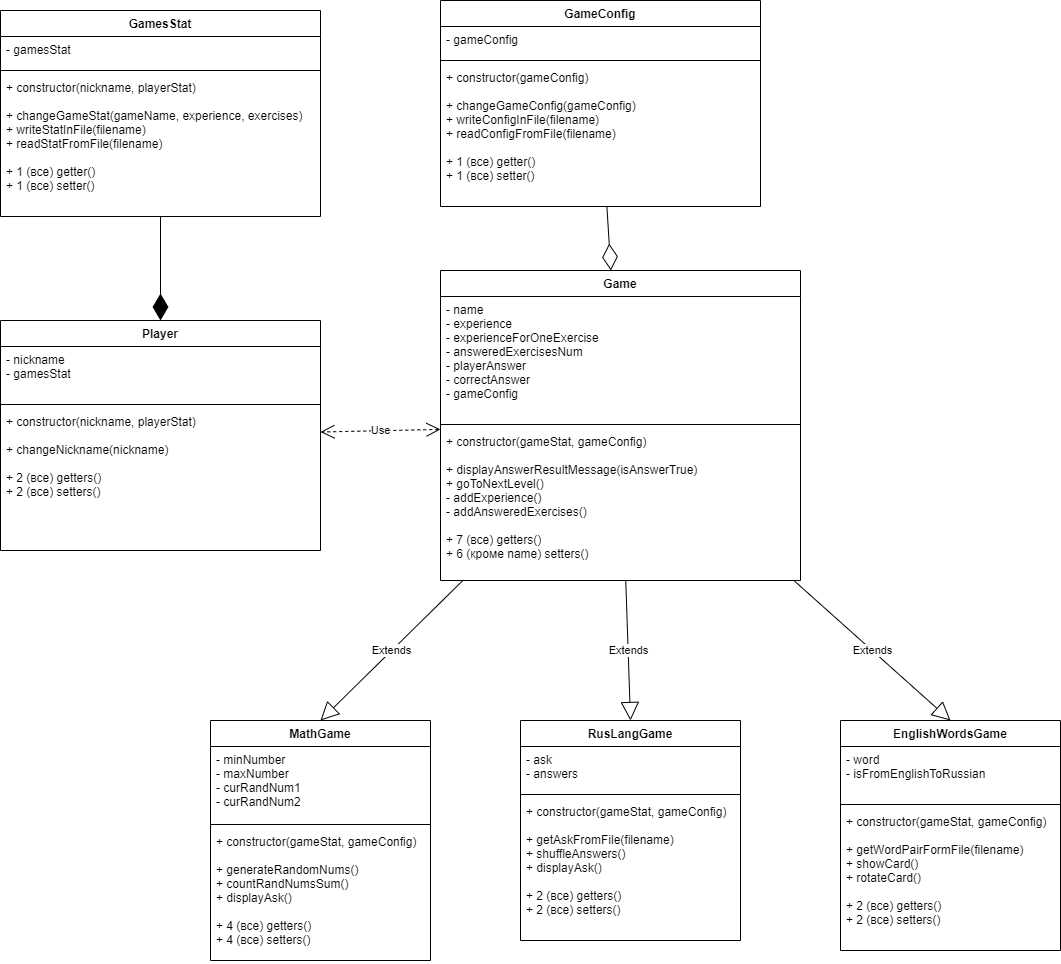 GamesStat
- gamesStat
+ constructor(nickname, playerStat)
+ changeGameStat(gameName, experience, exercises)
+ writeStatInFile(filename)
+ readStatFromFile(filename)
+ 1 (все) getter()
+ 1 (все) setter()
GameConfig
- gameConfig
+ constructor(gameConfig)
+ changeGameConfig(gameConfig)
+ writeConfigInFile(filename)
+ readConfigFromFile(filename)
+ 1 (все) getter()
+ 1 (все) setter()
Player
- nickname
- gamesStat
+ constructor(nickname, playerStat)
+ changeNickname(nickname)
+ 2 (все) getters()
+ 2 (все) setters()
Use
Game
- name
- experience
- experienceForOneExercise
- answeredExercisesNum
- playerAnswer
- correctAnswer
- gameConfig
+ constructor(gameStat, gameConfig)
+ displayAnswerResultMessage(isAnswerTrue)
+ goToNextLevel()
- addExperience()
- addAnsweredExercises()
+ 7 (все) getters()
+ 6 (кроме name) setters()
Extends
Extends
Extends
MathGame
- minNumber
- maxNumber
- curRandNum1
- curRandNum2
+ constructor(gameStat, gameConfig)
+ generateRandomNums()
+ countRandNumsSum()
+ displayAsk()
+ 4 (все) getters()
+ 4 (все) setters()
RusLangGame
- ask
- answers
+ constructor(gameStat, gameConfig)
+ getAskFromFile(filename)
+ shuffleAnswers()
+ displayAsk()
+ 2 (все) getters()
+ 2 (все) setters()
EnglishWordsGame
- word
- isFromEnglishToRussian
+ constructor(gameStat, gameConfig)
+ getWordPairFormFile(filename)
+ showCard()
+ rotateCard()
+ 2 (все) getters()
+ 2 (все) setters()